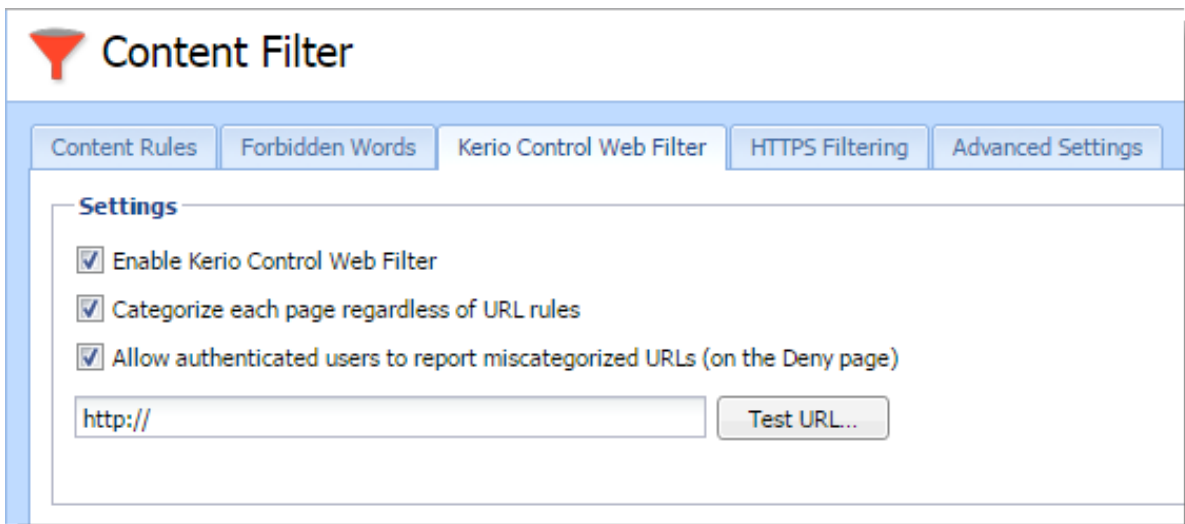 Content Filter
Content Rules Forbidden Words Kerio Control Web Filter HTTPS Filtering Advanced Settings
Settings
Enable Kerio Control Web Filter
Categorize each page regardless of URL rules
Allow authenticated users to report miscategorized URLs (on the Deny page)
http:// Test URL...